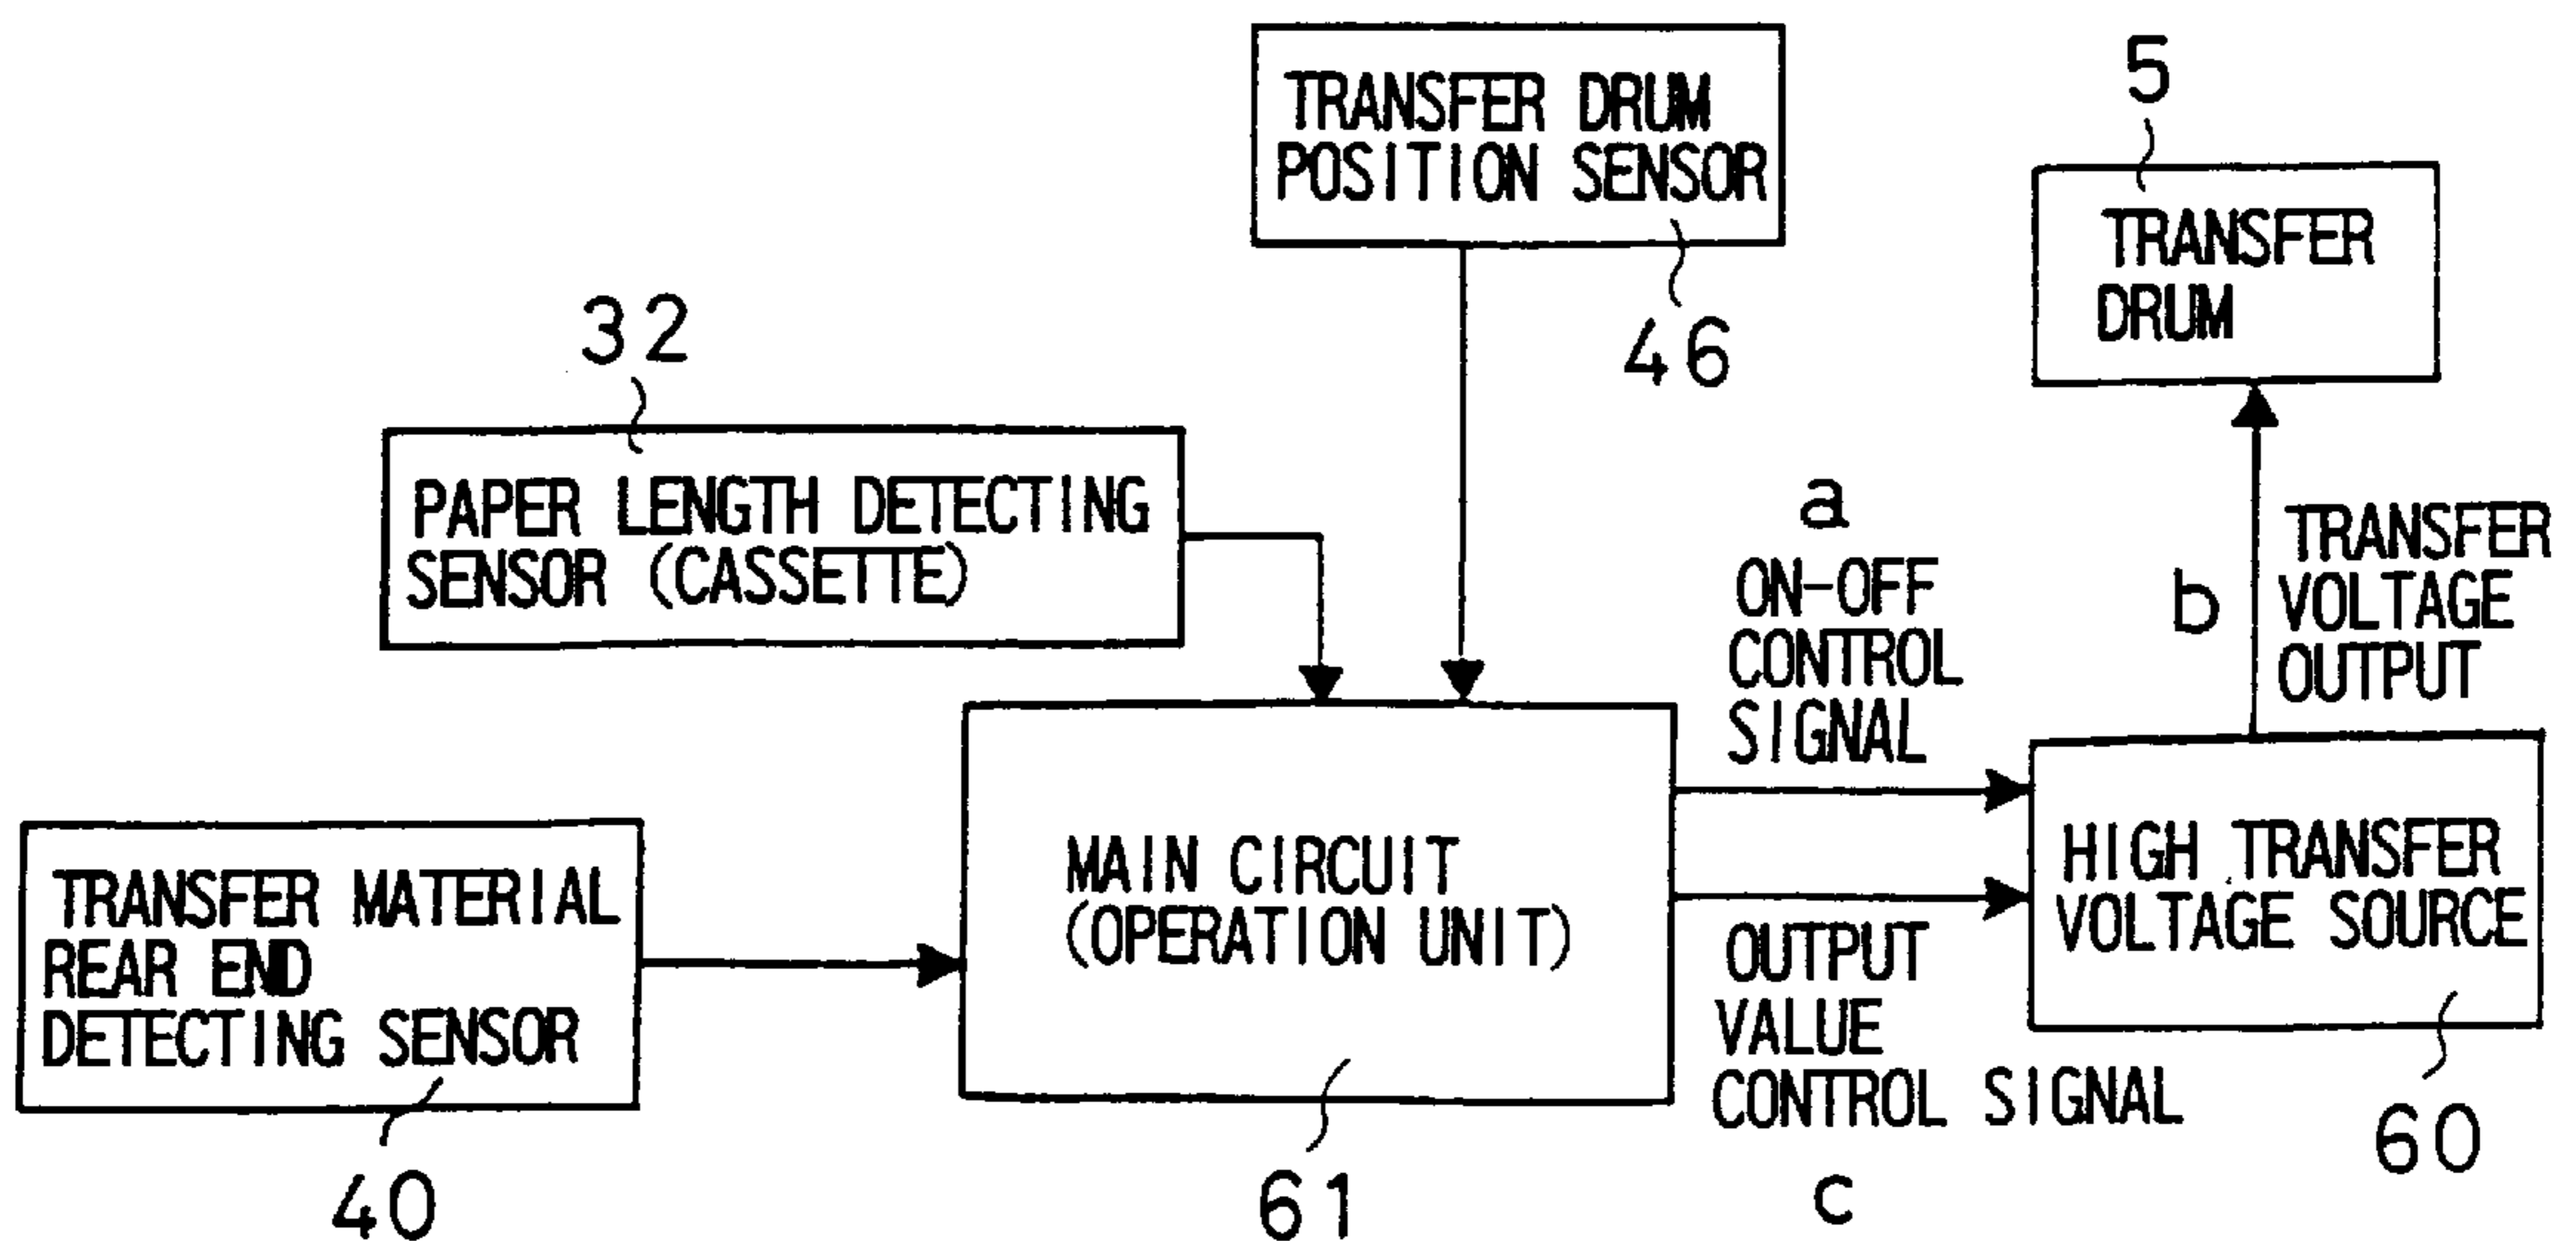 TRANSFER DRUM
POSITION SENSOR
46
5
TRANSFER
DRUM
32
PAPER LENGTH DETECTING
SENSOR (CASSETTE)
a
ON-OFF
CONTROL
SIGNAL
b
TRANSFER
VOLTAGE
OUTPUT
TRANSFER MATERIAL
REAR END
DETECTING SENSOR
40
MAIN CIRCUIT
(OPERATION UNIT)
61
OUTPUT
VALUE
CONTROL SIGNAL
c
HIGH TRANSFER
VOLTAGE SOURCE
60